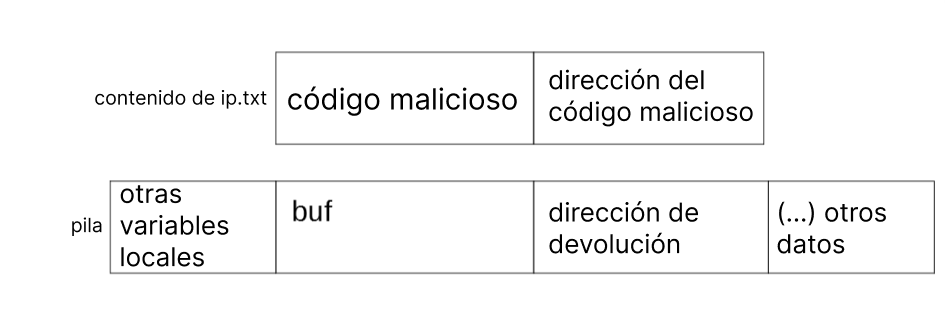 contenido de ip.txt
código malicioso
dirección del
código malicioso
pila
otras
variables
locales
buf
dirección de
devolución
(...) otros
datos